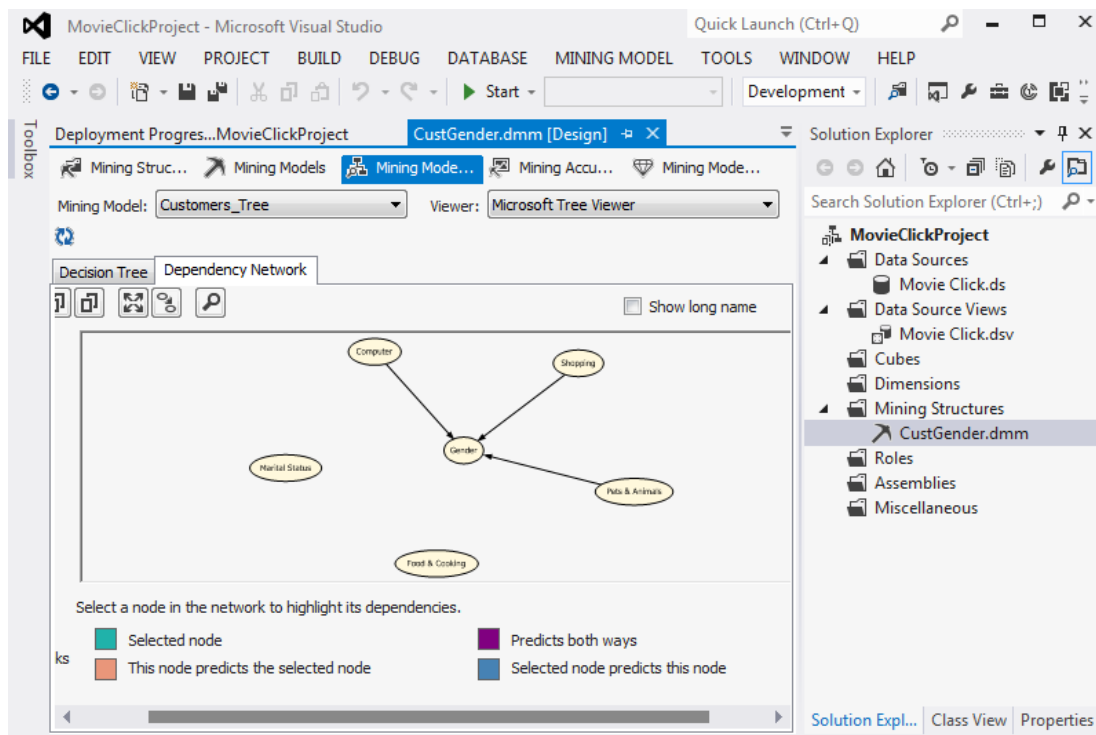 MovieClickProject - Microsoft Visual Studio
Quick Launch (Ctrl+Q)
FILE EDIT VIEW PROJECT BUILD DEBUG DATABASE MINING MODEL TOOLS WINDOW HELP
Start
Development
Toolbox
Deployment Progres...MovieClickProject
CustGender.dmm [Design]
Mining Struc...
Mining Models
Mining Mode...
Mining Accu...
Mining Mode...
Mining Model:
Customers_Tree
Viewer:
Microsoft Tree Viewer
Decision Tree
Dependency Network
Show long name
Computer
Shopping
Gender
Marital Status
Pets & Animals
Food & Cooking
Select a node in the network to highlight its dependencies.
Selected node
Predicts both ways
ks
This node predicts the selected node
Selected node predicts this node
Solution Explorer
Search Solution Explorer (Ctrl+;)
MovieClickProject
Data Sources
Movie Click.ds
Data Source Views
Movie Click.dsv
Cubes
Dimensions
Mining Structures
CustGender.dmm
Roles
Assemblies
Miscellaneous
Solution Expl...
Class View
Properties